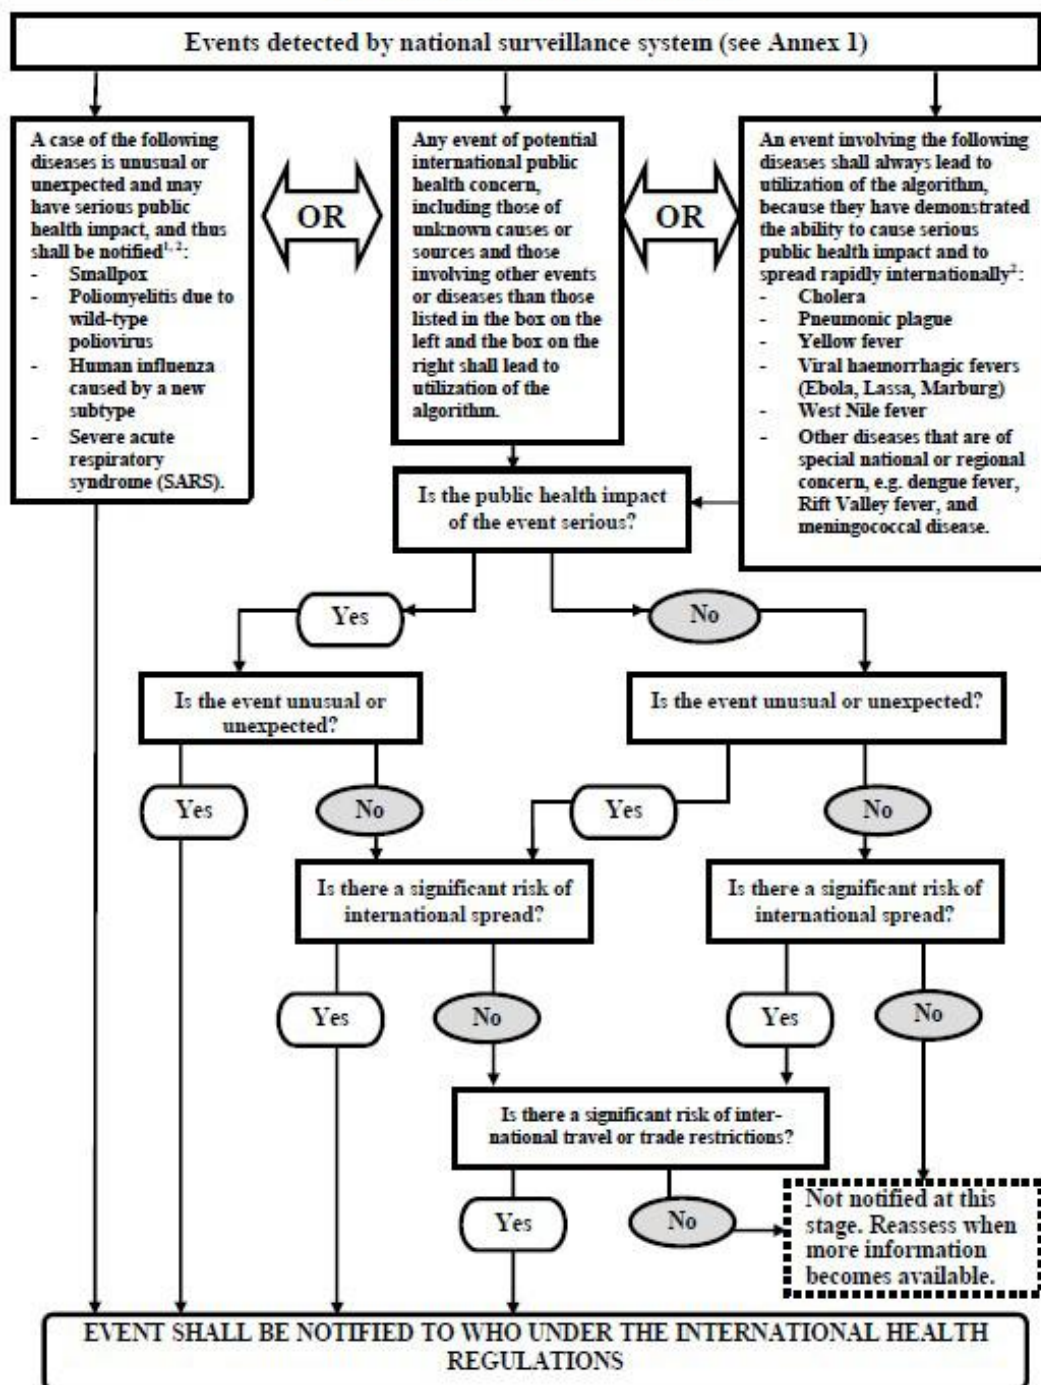 Events detected by national surveillance system (see Annex 1)
A case of the following
diseases is unusual or
unexpected and may
have serious public
health impact, and thus
shall be notified1, 2:
- Smallpox
- Poliomyelitis due to
wild-type
poliovirus
- Human influenza
caused by a new
subtype
- Severe acute
respiratory
syndrome (SARS).
OR
Any event of potential
international public
health concern,
including those of
unknown causes or
sources and those
involving other events
or diseases than those
listed in the box on the
left and the box on the
right shall lead to
utilization of the
algorithm.
OR
An event involving the following
diseases shall always lead to
utilization of the algorithm,
because they have demonstrated
the ability to cause serious
public health impact and to
spread rapidly internationally2:
- Cholera
- Pneumonic plague
- Yellow fever
- Viral haemorrhagic fevers
(Ebola, Lassa, Marburg)
- West Nile fever
- Other diseases that are of
special national or regional
concern, e.g. dengue fever,
Rift Valley fever, and
meningococcal disease.
Is the public health impact
of the event serious?
Yes
No
Is the event unusual or
unexpected?
Is the event unusual or unexpected?
Yes
No
Yes
No
Is there a significant risk of
international spread?
Is there a significant risk of
international spread?
Yes
No
Yes
No
Is there a significant risk of inter-
national travel or trade restrictions?
Yes
No
Not notified at this
stage. Reassess when
more information
becomes available.
EVENT SHALL BE NOTIFIED TO WHO UNDER THE INTERNATIONAL HEALTH
REGULATIONS